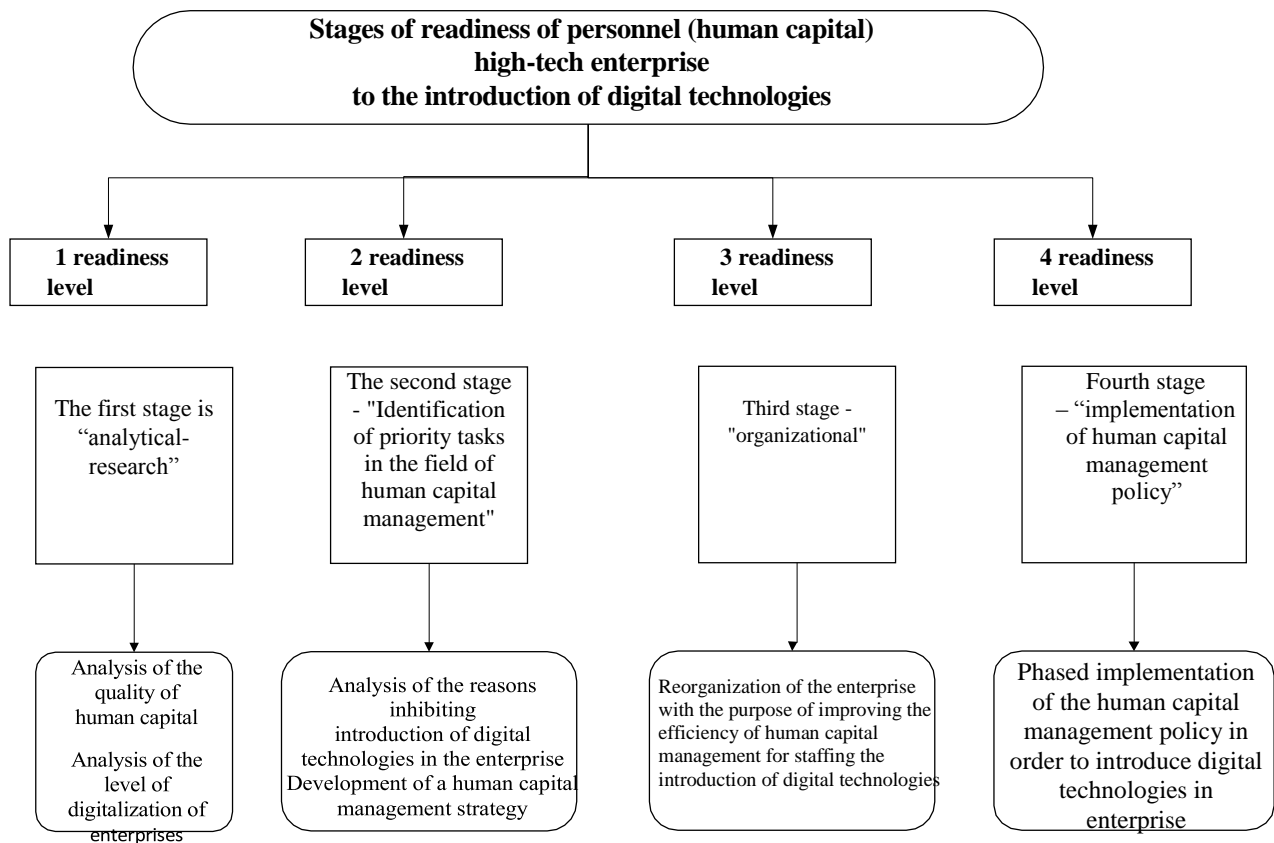 Stages of readiness of personnel (human capital)
high-tech enterprise
to the introduction of digital technologies
1 readiness
level
2 readiness
level
3 readiness
level
4 readiness
level
The first stage is
“analytical-
research”
The second stage
- "Identification
of priority tasks
in the field of
human capital
management"
Third stage -
"organizational"
Fourth stage
– “implementation
of human capital
management
policy”
Analysis of the
quality of
human capital
Analysis of the
level of
digitalization of
enterprises
Analysis of the reasons
inhibiting
introduction of digital
technologies in the enterprise
Development of a human capital
management strategy
Reorganization of the enterprise
with the purpose of improving the
efficiency of human capital
management for staffing the
introduction of digital technologies
Phased implementation
of the human capital
management policy in
order to introduce digital
technologies in
enterprise